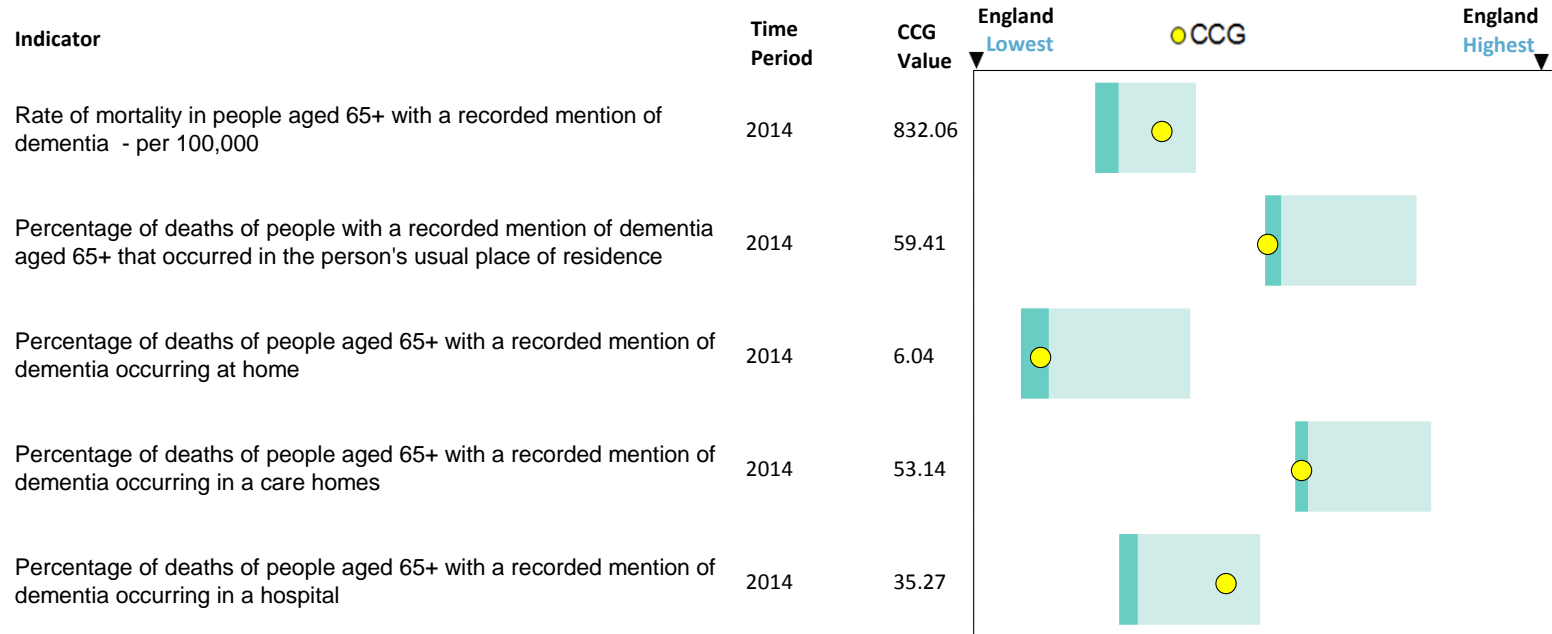 Indicator
Time
Period
CCG
Value
England
Lowest
CCG
England
Highest
Rate of mortality in people aged 65+ with a recorded mention of
dementia - per 100,000
2014
832.06
Percentage of deaths of people with a recorded mention of dementia
aged 65+ that occurred in the person's usual place of residence
2014
59.41
Percentage of deaths of people aged 65+ with a recorded mention of
dementia occurring at home
2014
6.04
Percentage of deaths of people aged 65+ with a recorded mention of
dementia occurring in a care homes
2014
53.14
Percentage of deaths of people aged 65+ with a recorded mention of
dementia occurring in a hospital
2014
35.27